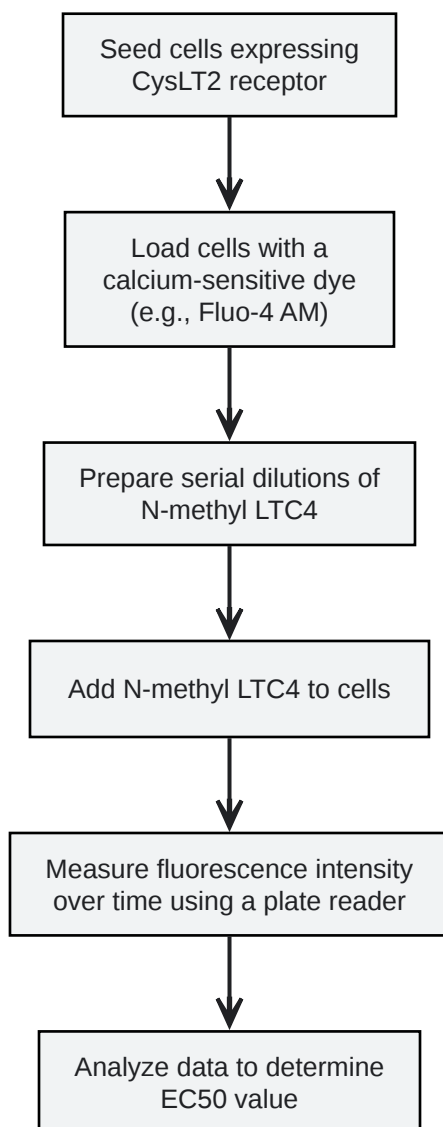 Seed cells expressing
CysLT2 receptor
Load cells with a
calcium-sensitive dye
(e.g., Fluo-4 AM)
Prepare serial dilutions of
N-methyl LTC4
Add N-methyl LTC4 to cells
Measure fluorescence intensity
over time using a plate reader
Analyze data to determine
EC50 value